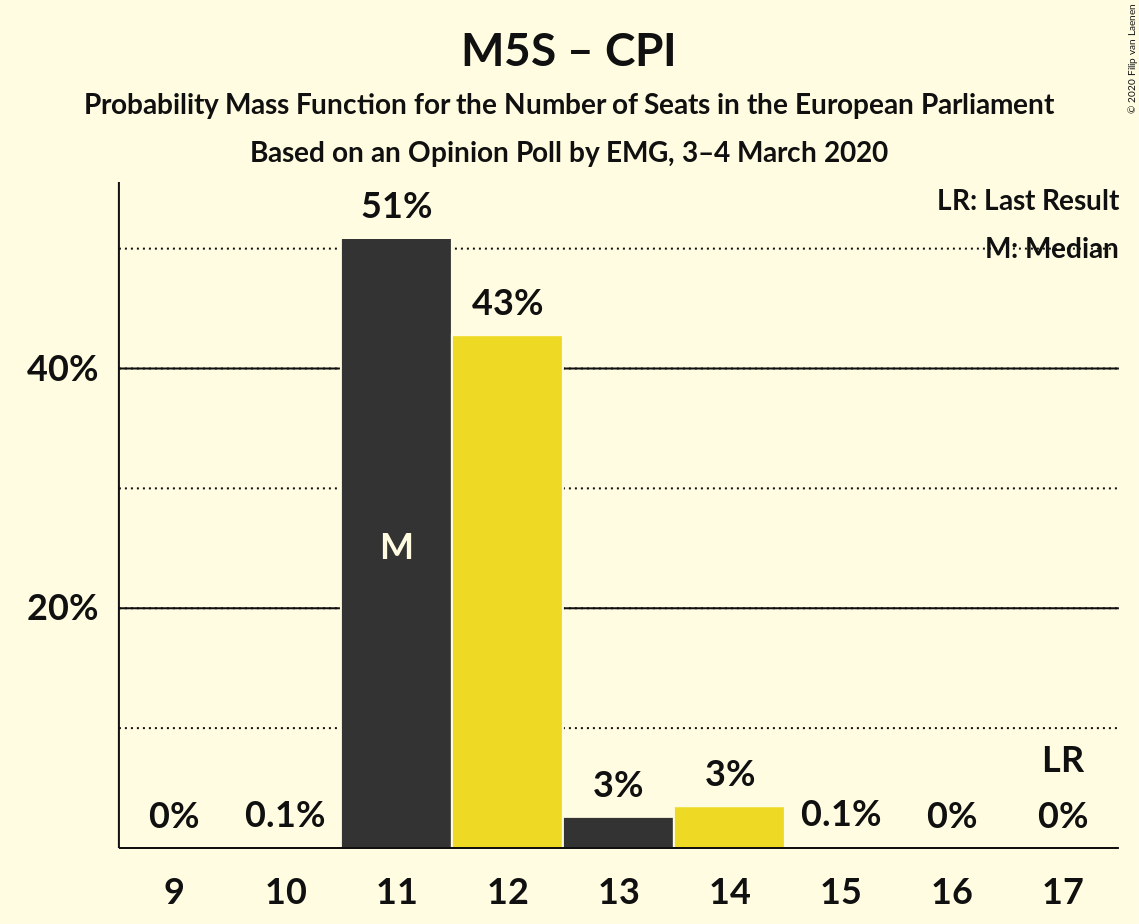 M5S – CPI
Probability Mass Function for the Number of Seats in the European Parliament
Based on an Opinion Poll by EMG, 3–4 March 2020
© 2020 Filip van Laenen
LR: Last Result
M: Median
51%
43%
40%
M
20%
LR
0% 0.1% 3% 3% 0.1% 0% 0%
9 10 11 12 13 14 15 16 17